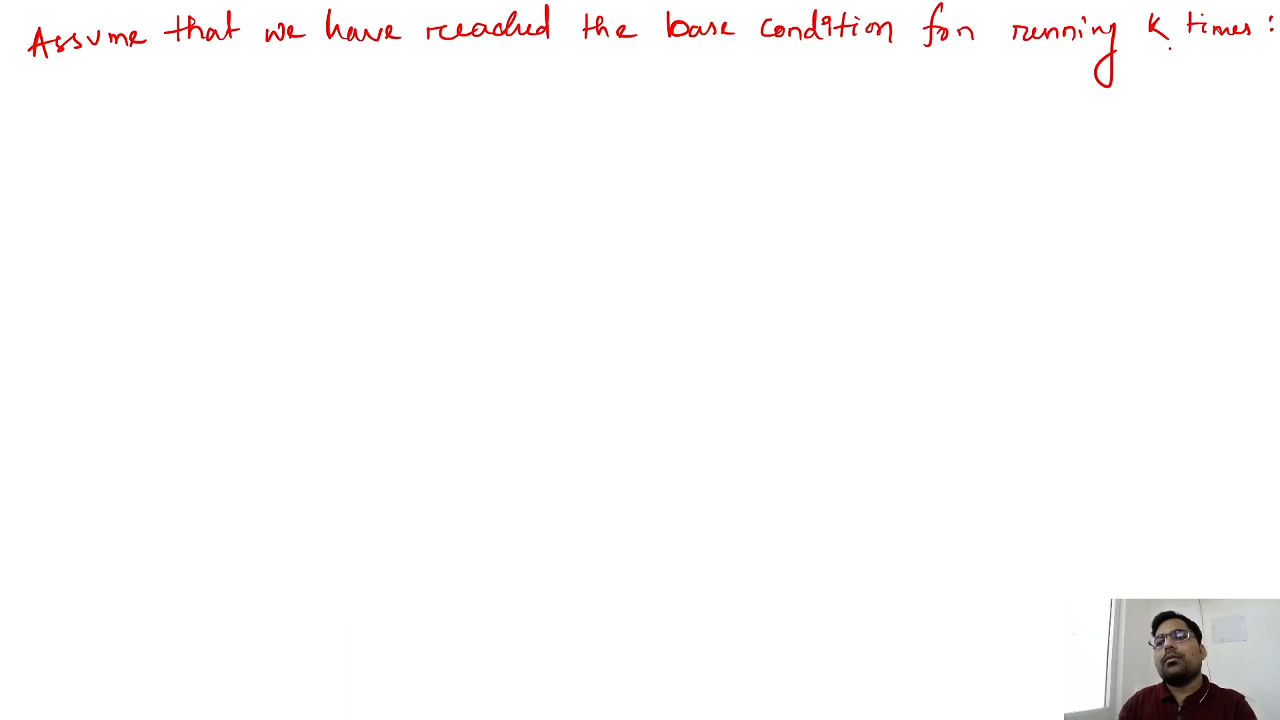 Assume that we have reached the base condition for running K times :